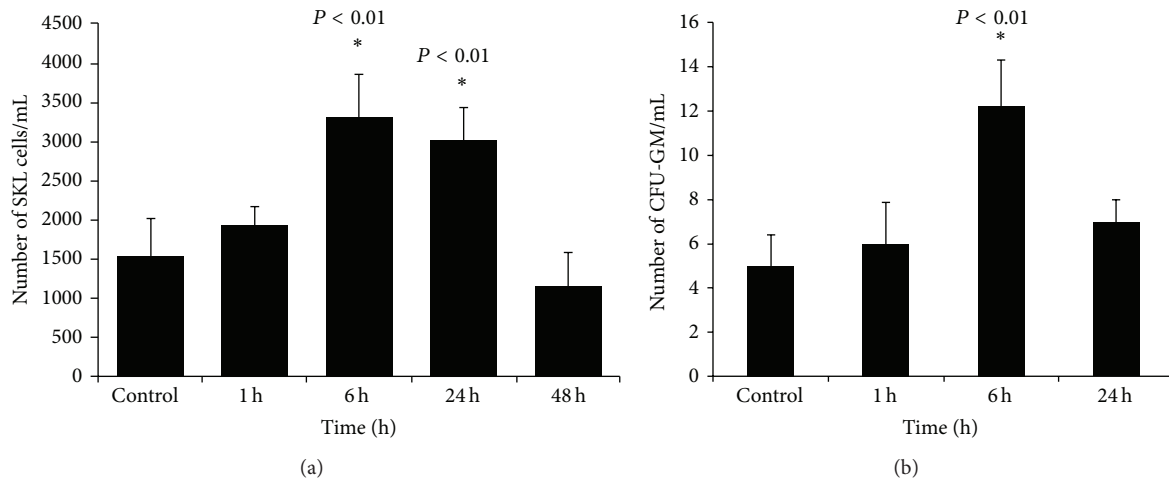 Number of SKL cells/mL
4500
4000
3500
3000
2500
2000
1500
1000
500
0
P < 0.01
*
P < 0.01
*
Control 1 h 6 h 24 h 48 h
Time (h)
(a)
Number of CFU-GM/mL
16
14
12
10
8
6
4
2
0
P < 0.01
*
Control 1 h 6 h 24 h
Time (h)
(b)